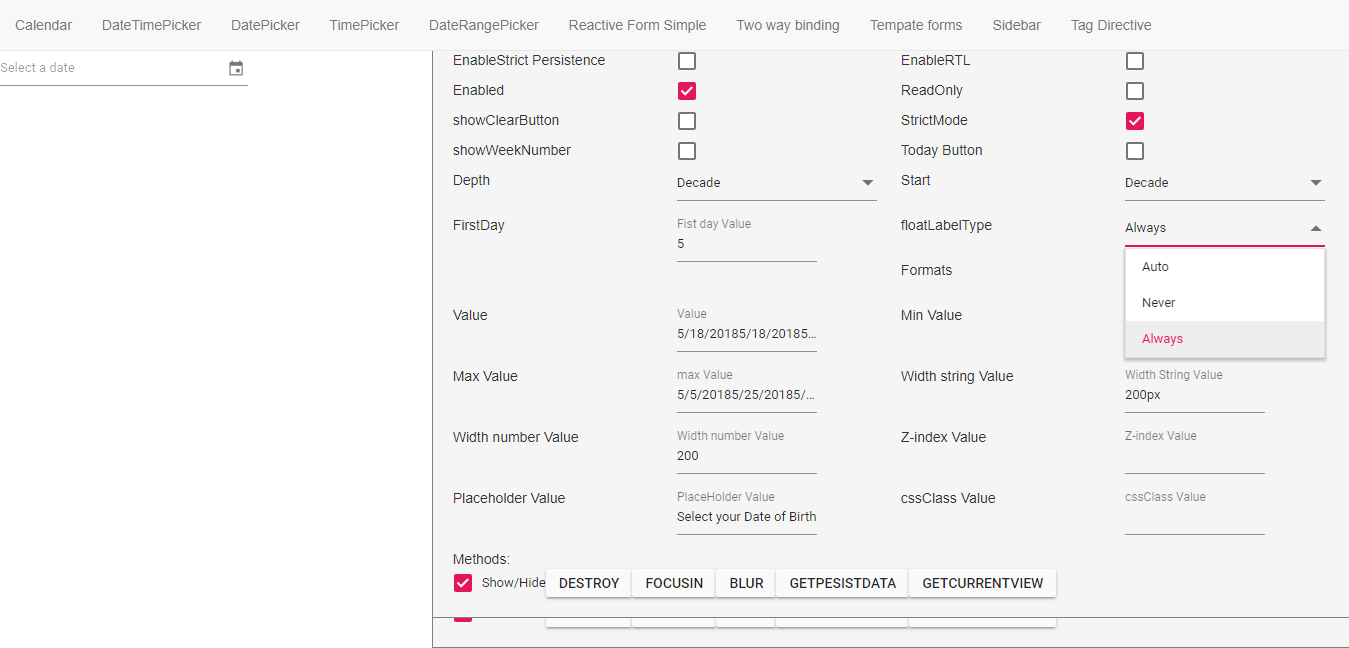 Calendar DateTimePicker DatePicker TimePicker DateRangePicker Reactive Form Simple Two way binding Tempate forms Sidebar Tag Directive
Select a date
EnableStrict Persistence EnableRTL
Enabled ReadOnly
showClearButton StrictMode
showWeekNumber Today Button
Depth Decade Start Decade
FirstDay Fist day Value floatLabelType Always
5
Auto
Formats
Never
Value Value Min Value
5/18/20185/18/20185...
Always
Max Value max Value Width string Value Width String Value
5/5/20185/25/20185/... 200px
Width number Value Width number Value Z-index Value Z-index Value
200
Placeholder Value PlaceHolder Value cssClass Value cssClass Value
Select your Date of Birth
Methods:
Show/Hide DESTROY FOCUSIN BLUR GETPESISTDATA GETCURRENTVIEW